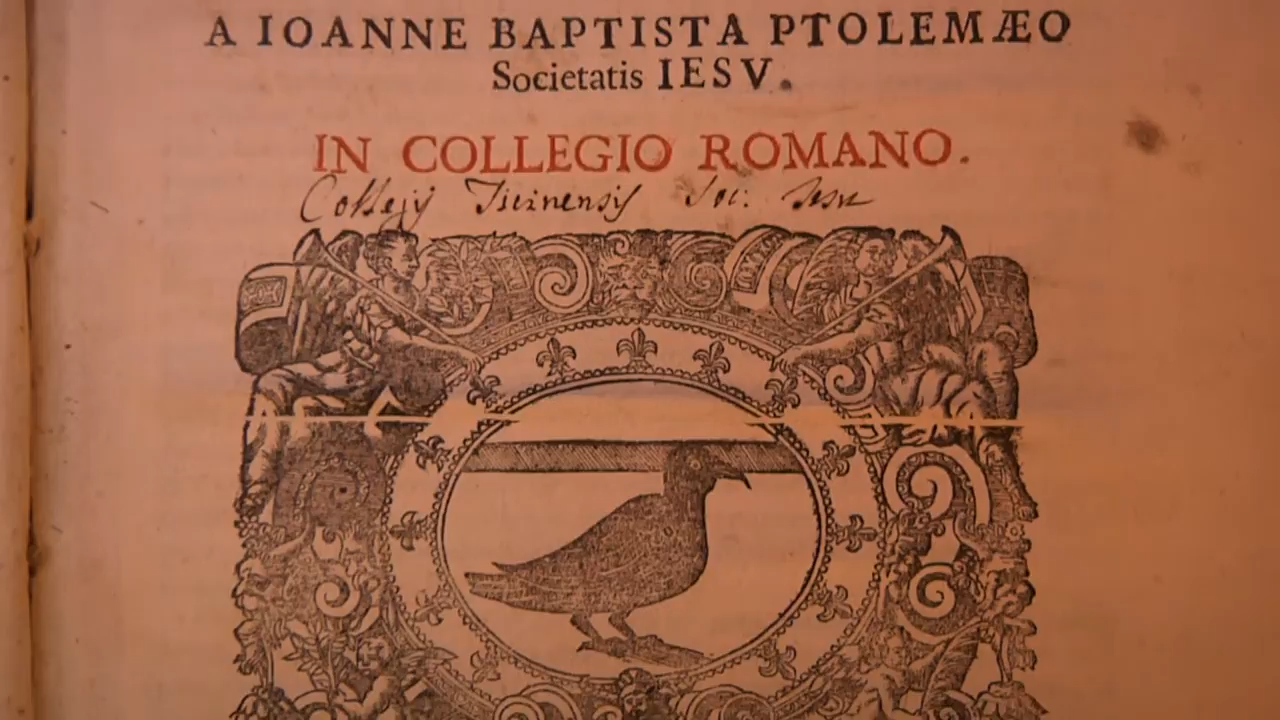 A IOANNE BAPTISTA PTOLEMÆO
Societatis IESV.
IN COLLEGIO ROMANO.
Collegij Ticinensis Soc: Iesu